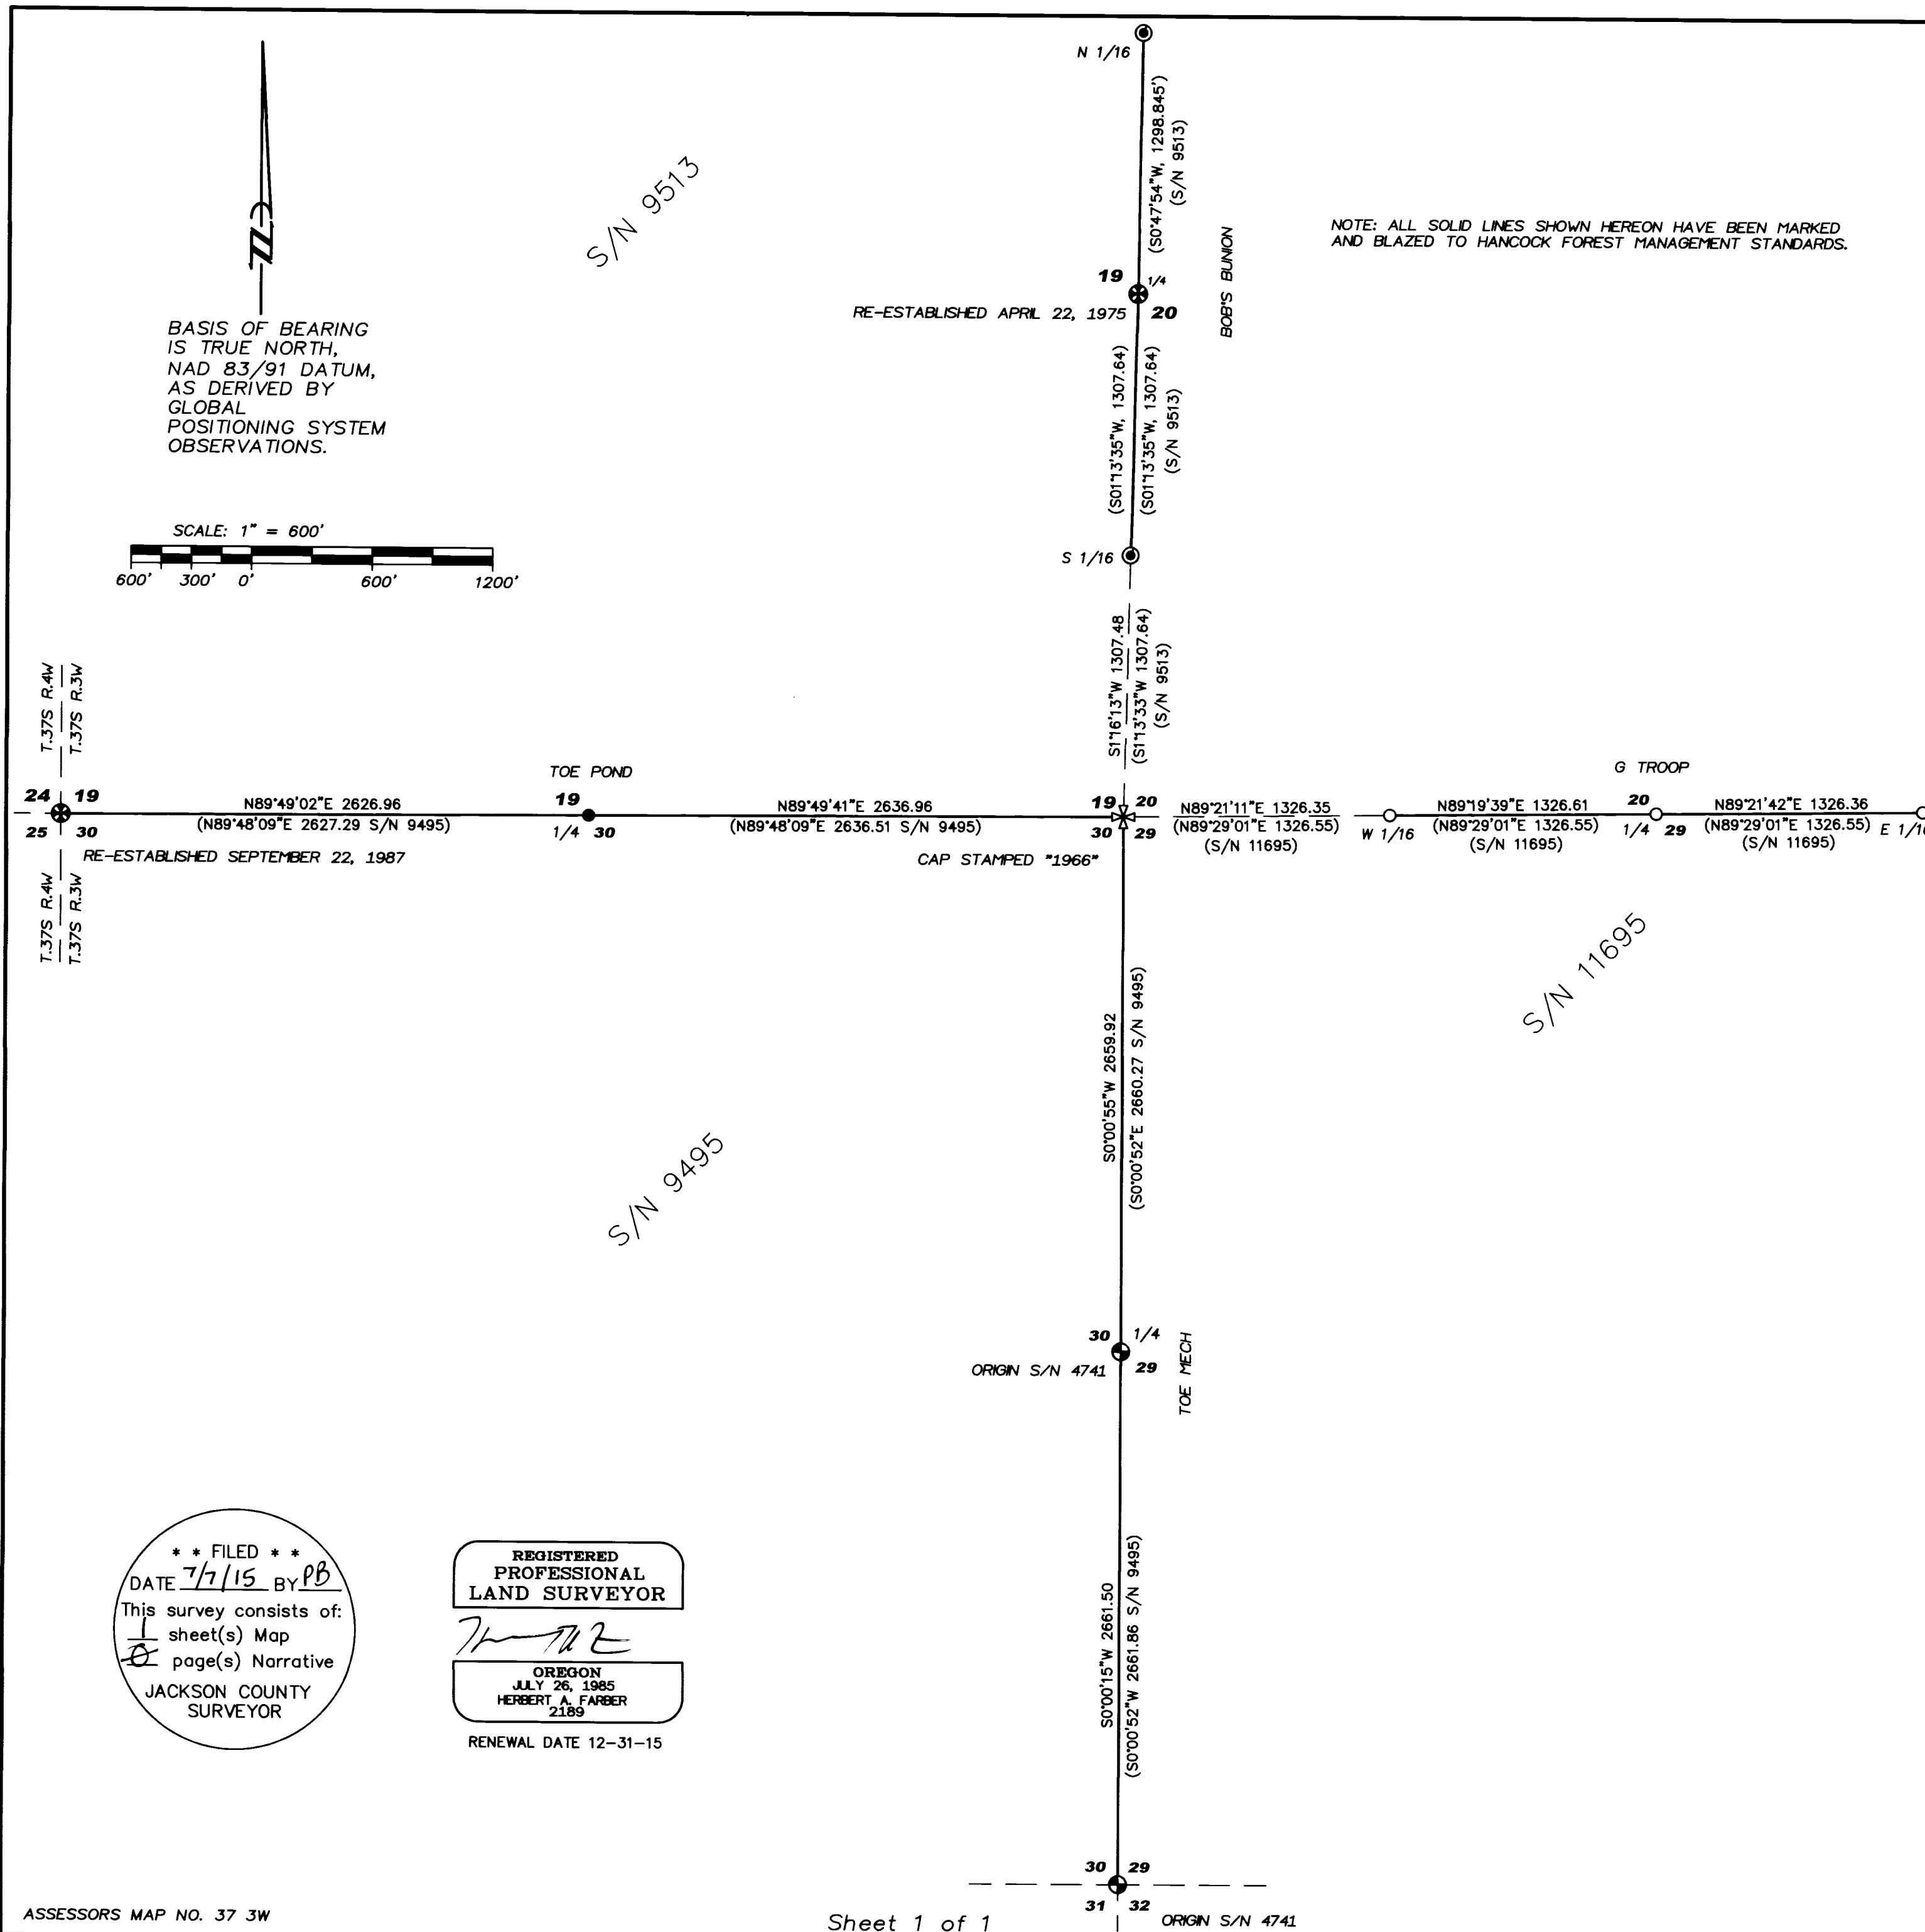 N 1/16
(S0°47'54"W, 1298.845')
(S/N 9513)
S/N 9513
NOTE: ALL SOLID LINES SHOWN HEREON HAVE BEEN MARKED
AND BLAZED TO HANCOCK FOREST MANAGEMENT STANDARDS.
BOB'S BUNION
19 1/4
RE-ESTABLISHED APRIL 22, 1975 20
BASIS OF BEARING
IS TRUE NORTH,
NAD 83/91 DATUM,
AS DERIVED BY
GLOBAL
POSITIONING SYSTEM
OBSERVATIONS.
(S01°13'35"W, 1307.64)
(S01°13'35"W, 1307.64)
(S/N 9513)
SCALE: 1" = 600'
600' 300' 0' 600' 1200'
S 1/16
S1°16'13"W 1307.48
(S1°13'33"W 1307.64)
(S/N 9513)
T.37S R.4W
T.37S R.3W
TOE POND
G TROOP
24 19
N89°49'02"E 2626.96
19
N89°49'41"E 2636.96
19 20
N89°21'11"E 1326.35
N89°19'39"E 1326.61
20
N89°21'42"E 1326.36
25 30
(N89°48'09"E 2627.29 S/N 9495)
1/4 30
(N89°48'09"E 2636.51 S/N 9495)
30 29
(N89°29'01"E 1326.55)
(S/N 11695)
W 1/16
(N89°29'01"E 1326.55)
(S/N 11695)
1/4 29
(N89°29'01"E 1326.55)
(S/N 11695)
E 1/16
RE-ESTABLISHED SEPTEMBER 22, 1987
CAP STAMPED "1966"
T.37S R.4W
T.37S R.3W
S/N 11695
S0°00'55"W 2659.92
(S0°00'52"E 2660.27 S/N 9495)
S/N 9495
30 1/4
ORIGIN S/N 4741 29
TOE MECH
S0°00'15"W 2661.50
(S0°00'52"W 2661.86 S/N 9495)
* * FILED * *
DATE 7/7/15 BY PB
This survey consists of:
1 sheet(s) Map
0 page(s) Narrative
JACKSON COUNTY
SURVEYOR
REGISTERED
PROFESSIONAL
LAND SURVEYOR
OREGON
JULY 26, 1985
HERBERT A. FARBER
2189
RENEWAL DATE 12-31-15
30 29
31 32
ORIGIN S/N 4741
ASSESSORS MAP NO. 37 3W
Sheet 1 of 1